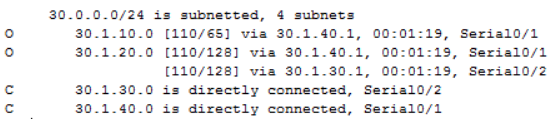 30.0.0.0/24 is subnetted, 4 subnets
O 30.1.10.0 [110/65] via 30.1.40.1, 00:01:19, Serial0/1
O 30.1.20.0 [110/128] via 30.1.40.1, 00:01:19, Serial0/1
[110/128] via 30.1.30.1, 00:01:19, Serial0/2
C 30.1.30.0 is directly connected, Serial0/2
C 30.1.40.0 is directly connected, Serial0/1